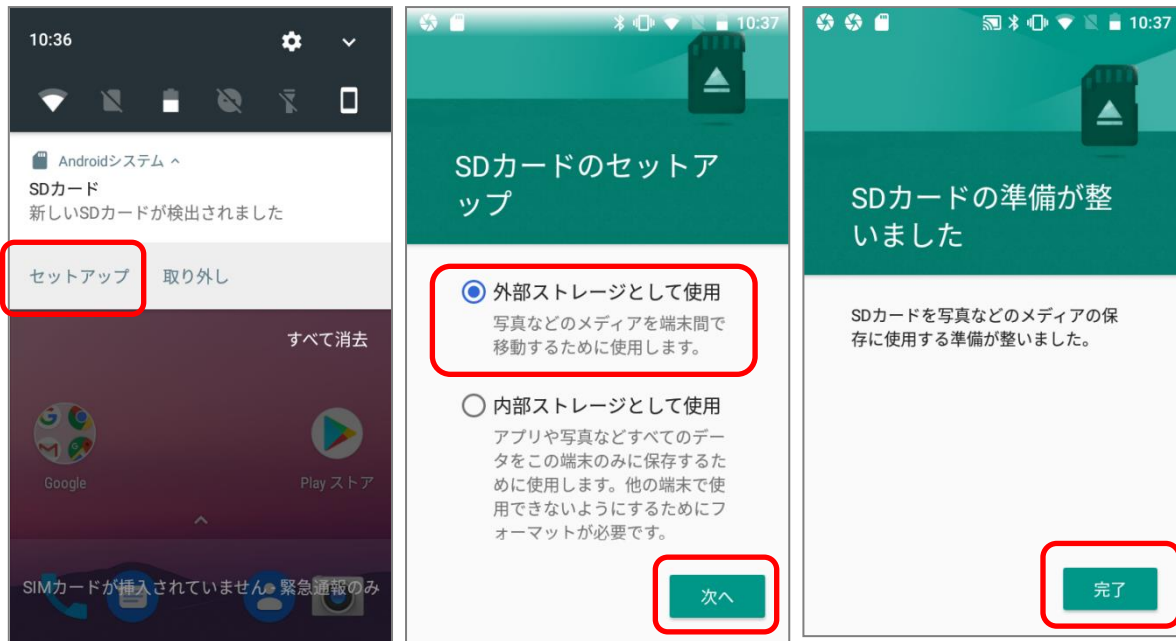 10:36
Androidシステム
SDカード
新しいSDカードが検出されました
セットアップ 取り外し
すべて消去
Google Play ストア
SIMカードが挿入されていません - 緊急通報のみ
10:37
SDカードのセットア
ップ
外部ストレージとして使用
写真などのメディアを端末間で
移動するために使用します。
内部ストレージとして使用
アプリや写真などすべてのデー
タをこの端末のみに保存するた
めに使用します。他の端末で使
用できないようにするためにフ
ォーマットが必要です。
次へ
10:37
SDカードの準備が整
いました
SDカードを写真などのメディアの保
存に使用する準備が整いました。
完了